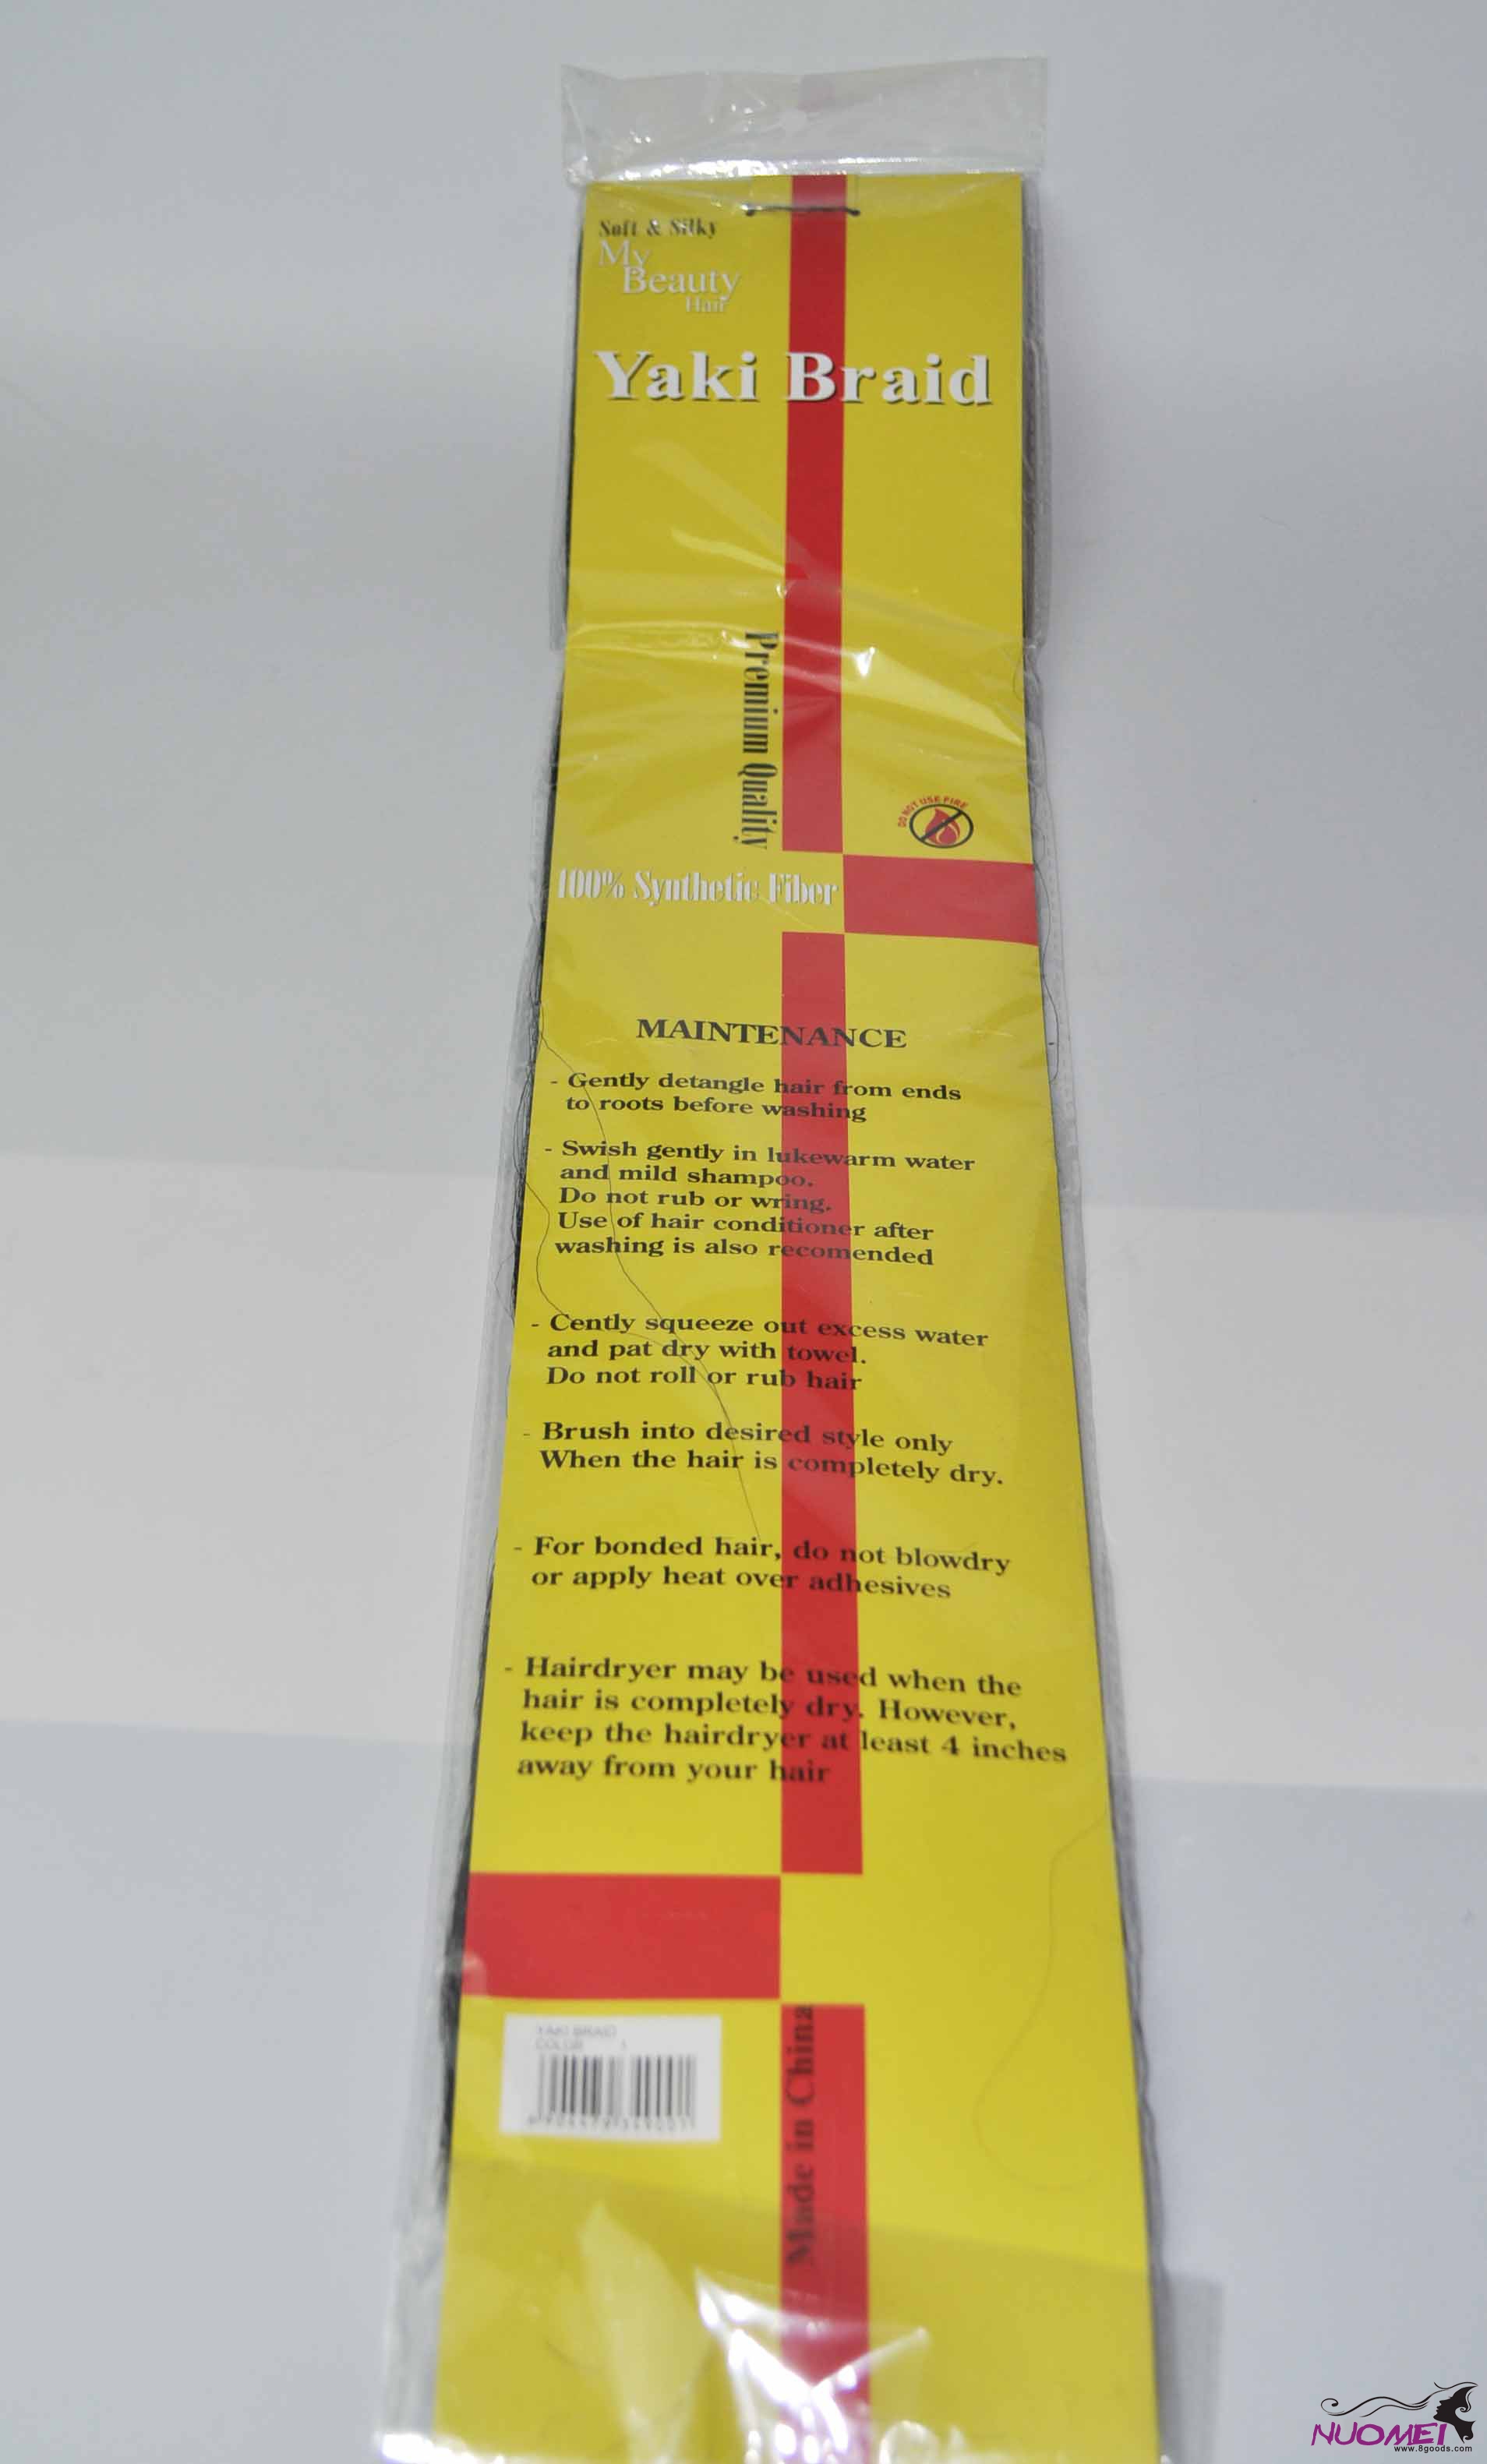 Soft & Silky
My
Beauty
Hair
Yaki Braid
Premium Quality
DO NOT USE FIRE
100% Synthetic Fiber
MAINTENANCE
- Gently detangle hair from ends
to roots before washing
- Swish gently in lukewarm water
and mild shampoo.
Do not rub or wring.
Use of hair conditioner after
washing is also recomended
- Cently squeeze out excess water
and pat dry with towel.
Do not roll or rub hair
- Brush into desired style only
When the hair is completely dry.
- For bonded hair, do not blowdry
or apply heat over adhesives
- Hairdryer may be used when the
hair is completely dry. However,
keep the hairdryer at least 4 inches
away from your hair
YAKI BRAID
COLOR 1
Made in China
NUOMEI
www.8goods.com